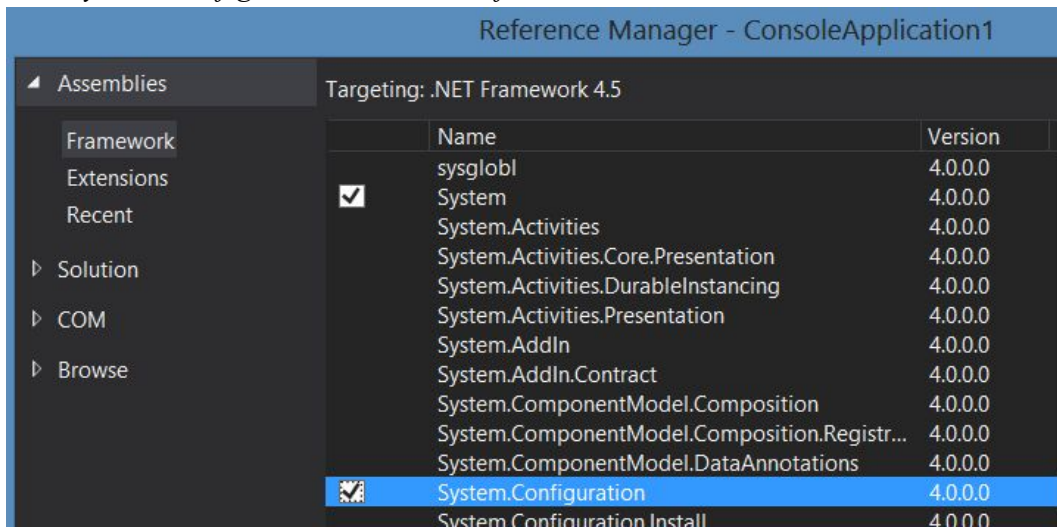 Reference Manager - ConsoleApplication1
Assemblies
Framework
Extensions
Recent
Solution
COM
Browse
Targeting: .NET Framework 4.5
Name Version
sysglobl 4.0.0.0
System 4.0.0.0
System.Activities 4.0.0.0
System.Activities.Core.Presentation 4.0.0.0
System.Activities.DurableInstancing 4.0.0.0
System.Activities.Presentation 4.0.0.0
System.AddIn 4.0.0.0
System.AddIn.Contract 4.0.0.0
System.ComponentModel.Composition 4.0.0.0
System.ComponentModel.Composition.Registr... 4.0.0.0
System.ComponentModel.DataAnnotations 4.0.0.0
System.Configuration 4.0.0.0
System.Configuration.Install 4.0.0.0